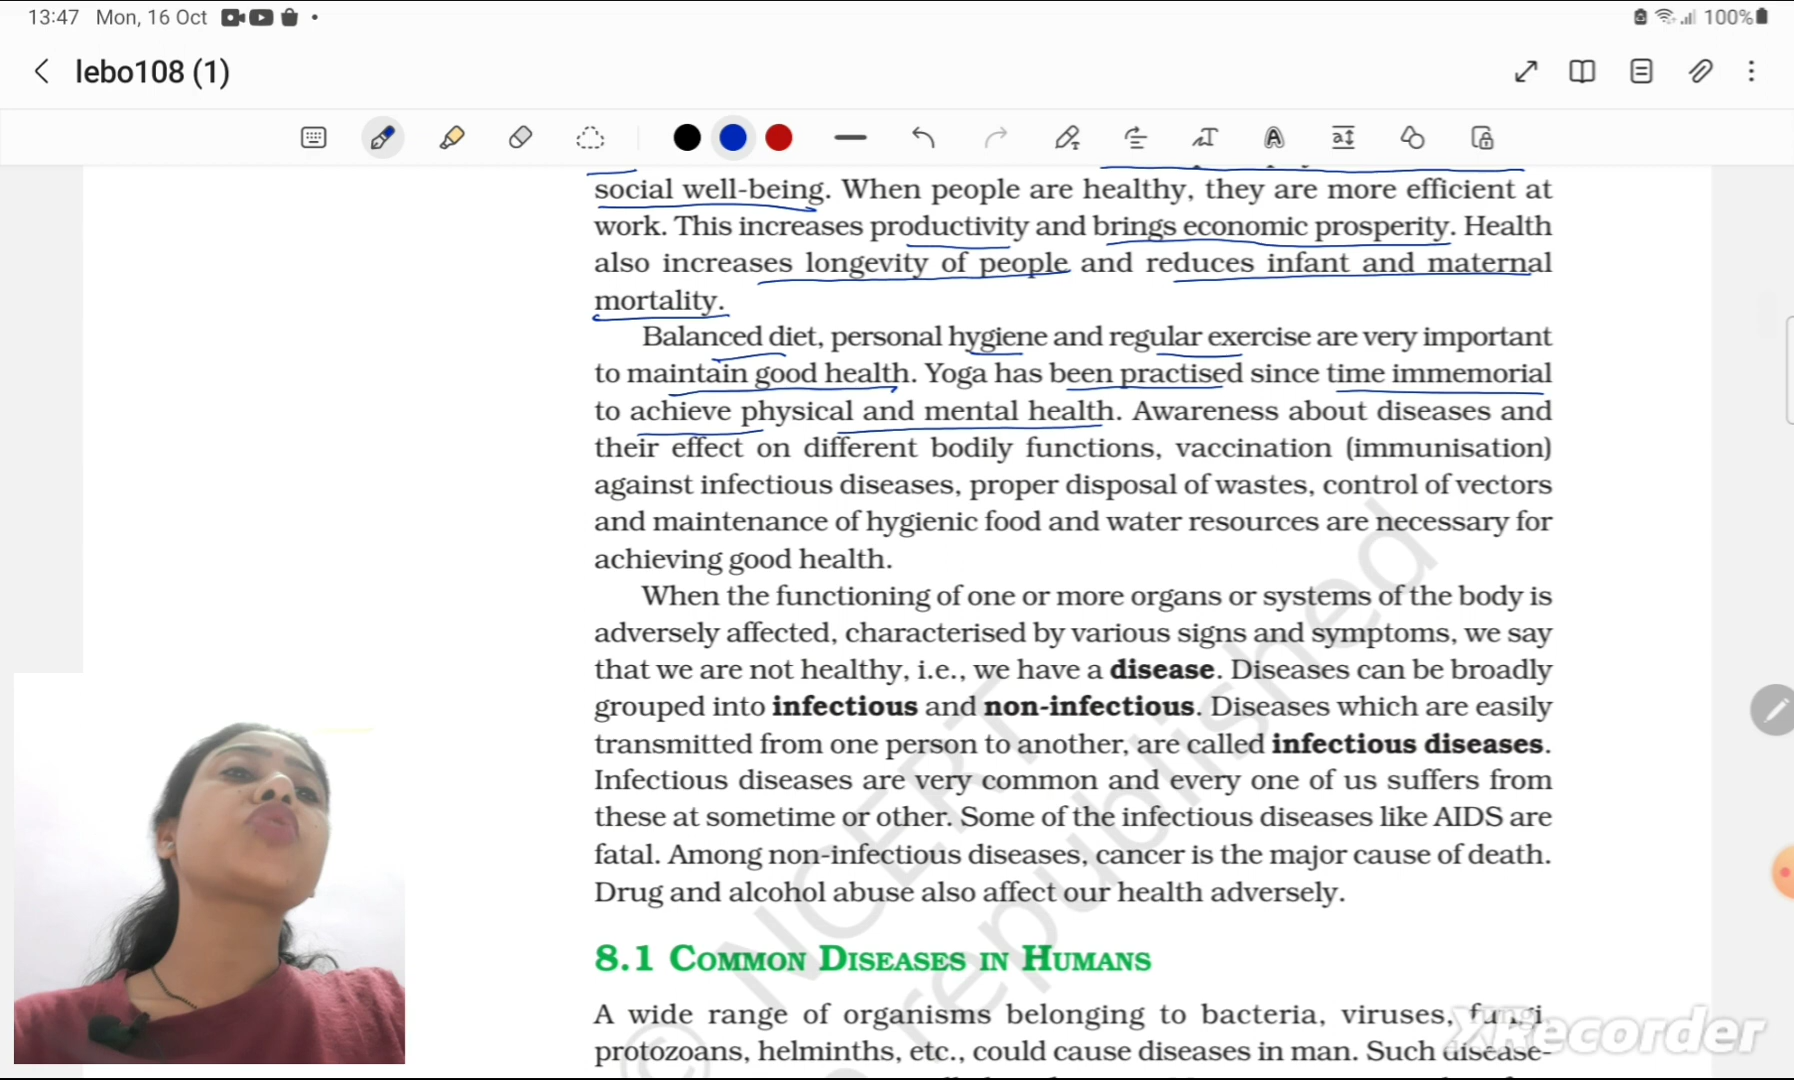 13:47 Mon, 16 Oct
100%
lebo108 (1)
social well-being. When people are healthy, they are more efficient at
work. This increases productivity and brings economic prosperity. Health
also increases longevity of people and reduces infant and maternal
mortality.
Balanced diet, personal hygiene and regular exercise are very important
to maintain good health. Yoga has been practised since time immemorial
to achieve physical and mental health. Awareness about diseases and
their effect on different bodily functions, vaccination (immunisation)
against infectious diseases, proper disposal of wastes, control of vectors
and maintenance of hygienic food and water resources are necessary for
achieving good health.
When the functioning of one or more organs or systems of the body is
adversely affected, characterised by various signs and symptoms, we say
that we are not healthy, i.e., we have a disease. Diseases can be broadly
grouped into infectious and non-infectious. Diseases which are easily
transmitted from one person to another, are called infectious diseases.
Infectious diseases are very common and every one of us suffers from
these at sometime or other. Some of the infectious diseases like AIDS are
fatal. Among non-infectious diseases, cancer is the major cause of death.
Drug and alcohol abuse also affect our health adversely.
8.1 COMMON DISEASES IN HUMANS
A wide range of organisms belonging to bacteria, viruses, fungi,
protozoans, helminths, etc., could cause diseases in man. Such disease-
© NCERT
republished
XRecorder